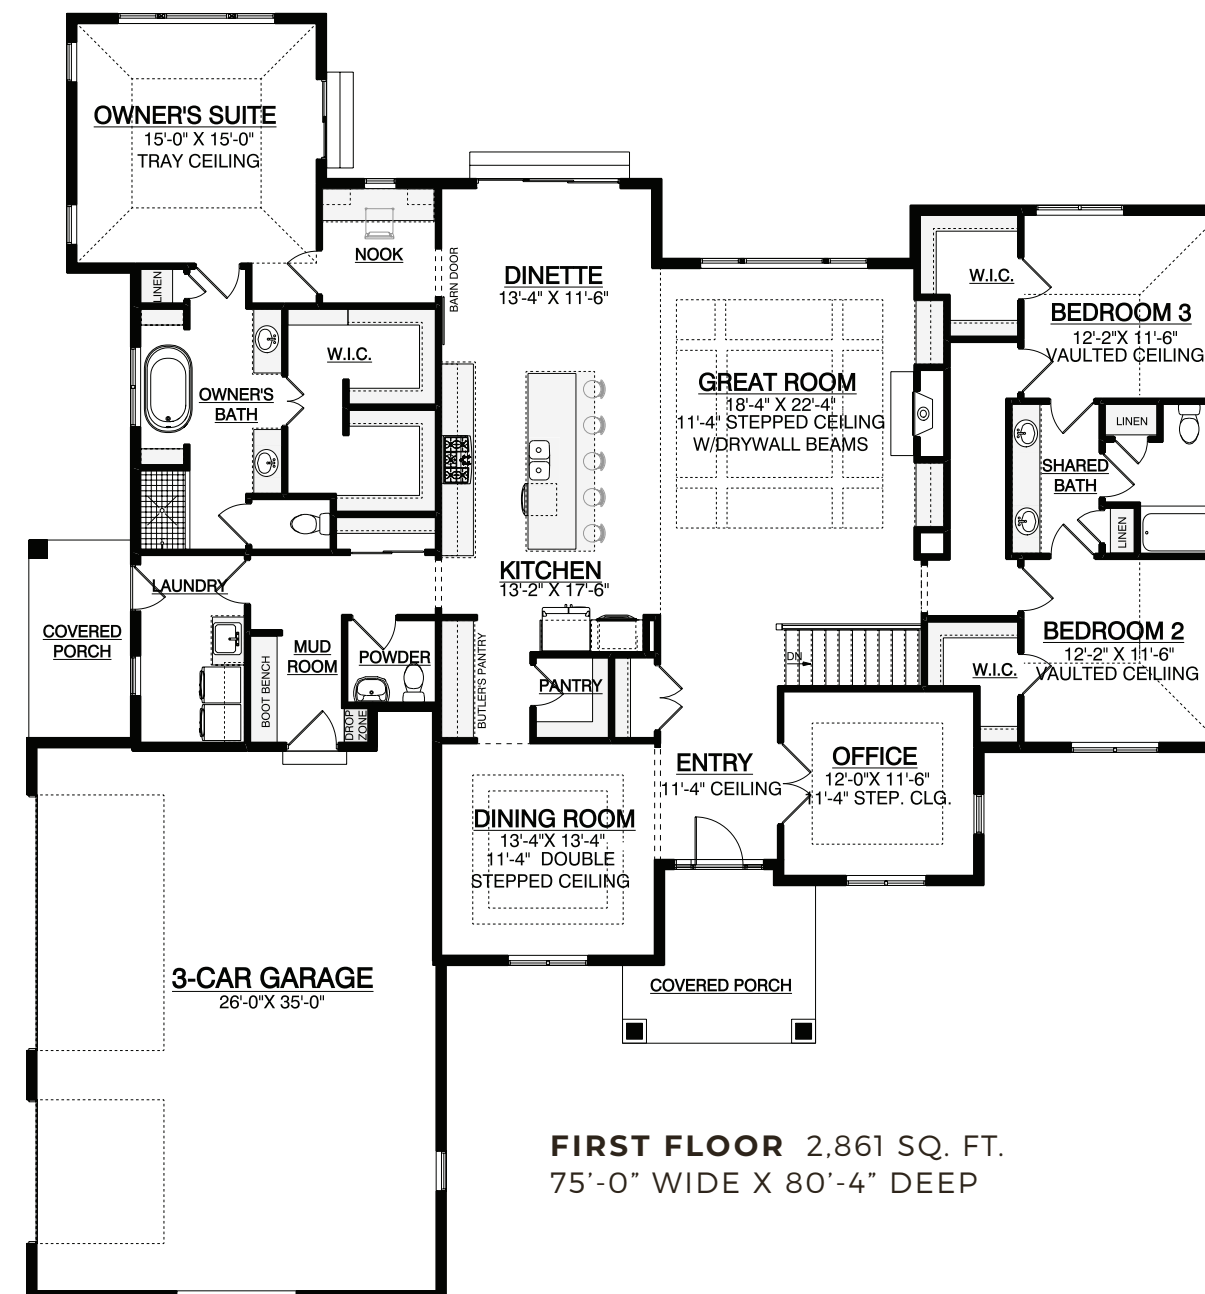 OWNER'S SUITE
15'-0" X 15'-0"
TRAY CEILING
NOOK
BARN DOOR
LINEN
DINETTE
13'-4" X 11'-6"
W.I.C.
BEDROOM 3
12'-2"X 11'-6"
VAULTED CEILING
W.I.C.
OWNER'S
BATH
GREAT ROOM
18'-4" X 22'-4"
11'-4" STEPPED CEILING
W/DRYWALL BEAMS
LINEN
SHARED
BATH
LINEN
KITCHEN
13'-2" X 17'-6"
LAUNDRY
COVERED
PORCH
MUD
ROOM
POWDER
BOOT BENCH
DROP
ZONE
BUTLER'S PANTRY
PANTRY
DN
BEDROOM 2
12'-2" X 11'-6"
VAULTED CEILIING
W.I.C.
ENTRY
11'-4" CEILING
OFFICE
12'-0"X 11'-6"
11'-4" STEP. CLG.
DINING ROOM
13'-4"X 13'-4"
11'-4" DOUBLE
STEPPED CEILING
3-CAR GARAGE
26'-0"X 35'-0"
COVERED PORCH
FIRST FLOOR 2,861 SQ. FT.
75’-0” WIDE X 80’-4” DEEP